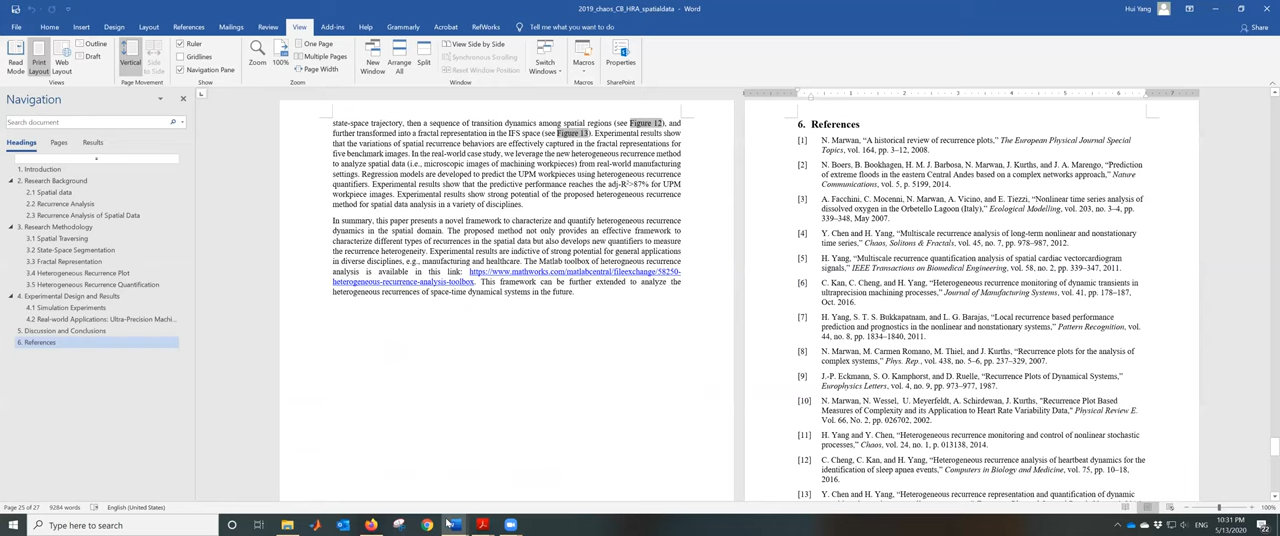 2019_chaos_CB_HRA_spatialdata - Word
Hui Yang
File Home Insert Draw Design Layout References Mailings Review View Add-ins Help Grammarly Acrobat RefWorks Tell me what you want to do
Share
Read Mode
Print Layout
Web Layout
Outline
Draft
Views
Vertical
Side to Side
Page Movement
Ruler
Gridlines
Navigation Pane
Show
Zoom
100%
One Page
Multiple Pages
Page Width
Zoom
New Window
Arrange All
Split
View Side by Side
Synchronous Scrolling
Reset Window Position
Window
Switch Windows
Macros
Macros
Properties
SharePoint
Navigation
Search document
Headings Pages Results
1. Introduction
2. Research Background
2.1 Spatial data
2.2 Recurrence Analysis
2.3 Recurrence Analysis of Spatial Data
3. Research Methodology
3.1 Spatial Traversing
3.2 State-Space Segmentation
3.3 Fractal Representation
3.4 Heterogeneous Recurrence Plot
3.5 Heterogeneous Recurrence Quantification
4. Experimental Design and Results
4.1 Simulation Experiments
4.2 Real-world Applications: Ultra-Precision Machi...
5. Discussion and Conclusions
6. References
state-space trajectory, then a sequence of transition dynamics among spatial regions (see Figure 12), and
further transformed into a fractal representation in the IFS space (see Figure 13). Experimental results show
that the variations of spatial recurrence behaviors are effectively captured in the fractal representations for
five benchmark images. In the real-world case study, we leverage the new heterogeneous recurrence method
to analyze spatial data (i.e., microscopic images of machining workpieces) from real-world manufacturing
settings. Regression models are developed to predict the UPM workpieces using heterogeneous recurrence
quantifiers. Experimental results show that the predictive performance reaches the adj-R²>87% for UPM
workpiece images. Experimental results show strong potential of the proposed heterogeneous recurrence
method for spatial data analysis in a variety of disciplines.
In summary, this paper presents a novel framework to characterize and quantify heterogeneous recurrence
dynamics in the spatial domain. The proposed method not only provides an effective framework to
characterize different types of recurrences in the spatial data but also develops new quantifiers to measure
the recurrence heterogeneity. Experimental results are indictive of strong potential for general applications
in diverse disciplines, e.g., manufacturing and healthcare. The Matlab toolbox of heterogeneous recurrence
analysis is available in this link: https://www.mathworks.com/matlabcentral/fileexchange/58250-
heterogenous-recurrence-analysis-toolbox. This framework can be further extended to analyze the
heterogeneous recurrences of space-time dynamical systems in the future.
6. References
[1] N. Marwan, “A historical review of recurrence plots,” The European Physical Journal Special
Topics, vol. 164, pp. 3–12, 2008.
[2] N. Boers, B. Bookhagen, H. M. J. Barbosa, N. Marwan, J. Kurths, and J. A. Marengo, “Prediction
of extreme floods in the eastern Central Andes based on a complex networks approach,” Nature
Communications, vol. 5, p. 5199, 2014.
[3] A. Facchini, C. Mocenni, N. Marwan, A. Vicino, and E. Tiezzi, “Nonlinear time series analysis of
dissolved oxygen in the Orbetello Lagoon (Italy),” Ecological Modelling, vol. 203, no. 3–4, pp.
339–348, May 2007.
[4] Y. Chen and H. Yang, “Multiscale recurrence analysis of long-term nonlinear and nonstationary
time series,” Chaos, Solitons & Fractals, vol. 45, no. 7, pp. 978–987, 2012.
[5] H. Yang, “Multiscale recurrence quantification analysis of spatial cardiac vectorcardiogram
signals,” IEEE Transactions on Biomedical Engineering, vol. 58, no. 2, pp. 339–347, 2011.
[6] C. Kan, C. Cheng, and H. Yang, “Heterogeneous recurrence monitoring of dynamic transients in
ultraprecision machining processes,” Journal of Manufacturing Systems, vol. 41, pp. 178–187,
Oct. 2016.
[7] H. Yang, S. T. S. Bukkapatnam, and L. G. Barajas, “Local recurrence based performance
prediction and prognostics in the nonlinear and nonstationary systems,” Pattern Recognition, vol.
44, no. 8, pp. 1834–1840, 2011.
[8] N. Marwan, M. Carmen Romano, M. Thiel, and J. Kurths, “Recurrence plots for the analysis of
complex systems,” Phys. Rep., vol. 438, no. 5–6, pp. 237–329, 2007.
[9] J.-P. Eckmann, S. O. Kamphorst, and D. Ruelle, “Recurrence Plots of Dynamical Systems,”
Europhysics Letters, vol. 4, no. 9, pp. 973–977, 1987.
[10] N. Marwan, N. Wessel, U. Meyerfeldt, A. Schirdewan, J. Kurths, "Recurrence Plot Based
Measures of Complexity and its Application to Heart Rate Variability Data," Physical Review E.
Vol. 66, No. 2, pp. 026702, 2002.
[11] H. Yang and Y. Chen, “Heterogeneous recurrence monitoring and control of nonlinear stochastic
processes,” Chaos, vol. 24, no. 1, p. 013138, 2014.
[12] C. Cheng, C. Kan, and H. Yang, “Heterogeneous recurrence analysis of heartbeat dynamics for the
identification of sleep apnea events,” Computers in Biology and Medicine, vol. 75, pp. 10–18,
2016.
[13] Y. Chen and H. Yang, “Heterogeneous recurrence representation and quantification of dynamic
Page 25 of 27 9284 words English (United States)
100%
Type here to search
ENG
10:31 PM
5/13/2020
22